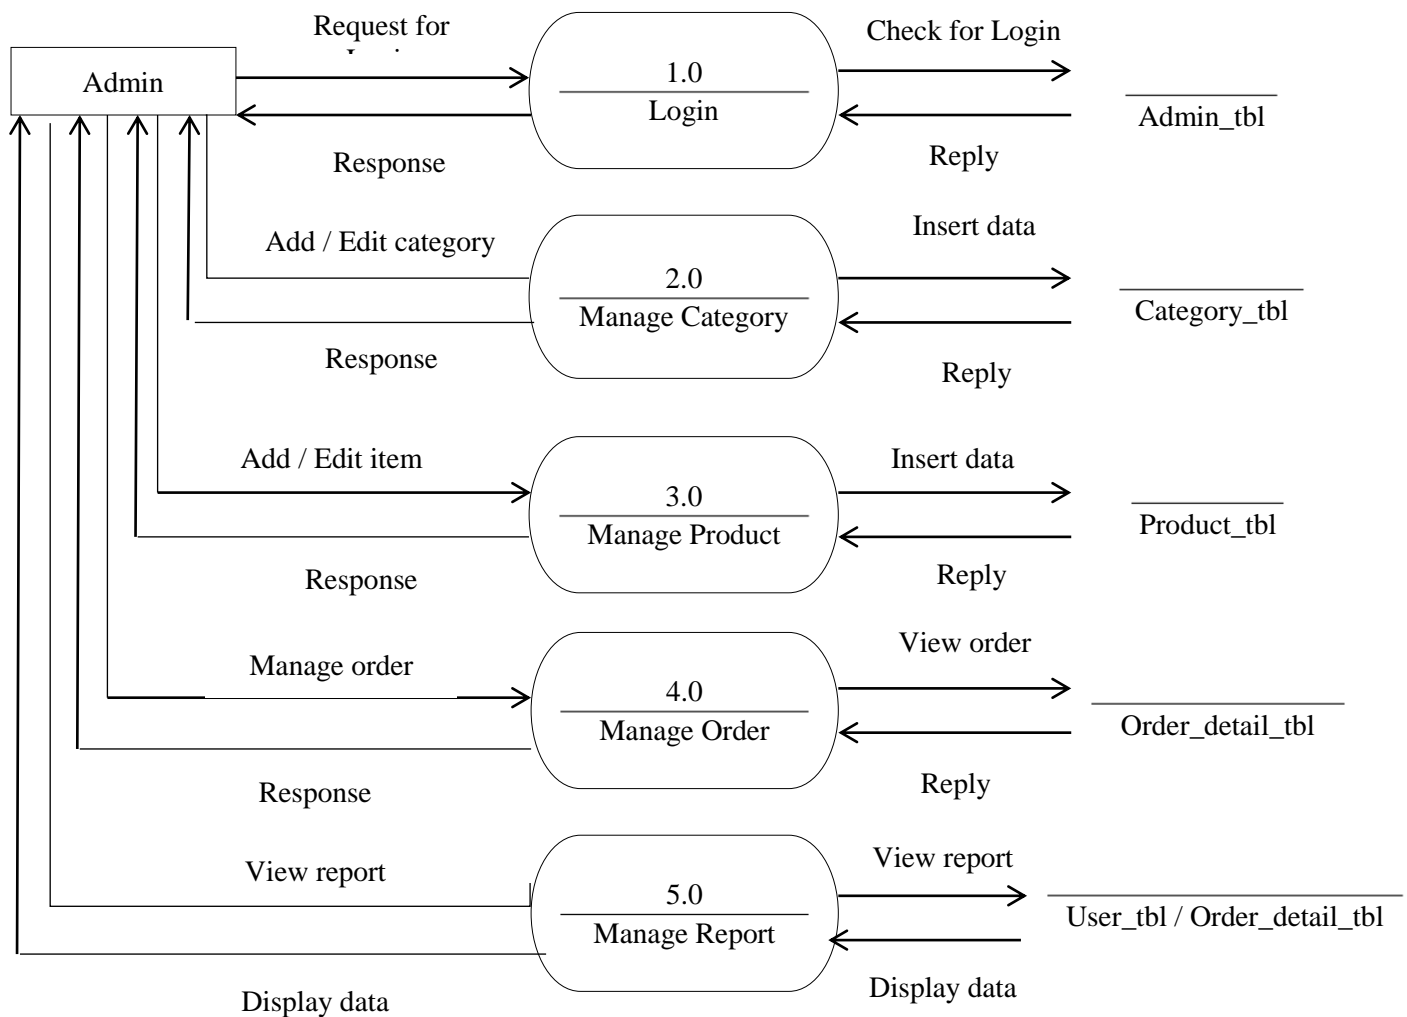 Request for
Check for Login
Admin
1.0
Login
Admin_tbl
Response
Reply
Add / Edit category
Insert data
2.0
Manage Category
Category_tbl
Response
Reply
Add / Edit item
Insert data
3.0
Manage Product
Product_tbl
Response
Reply
Manage order
View order
4.0
Manage Order
Order_detail_tbl
Response
Reply
View report
View report
5.0
Manage Report
User_tbl / Order_detail_tbl
Display data
Display data